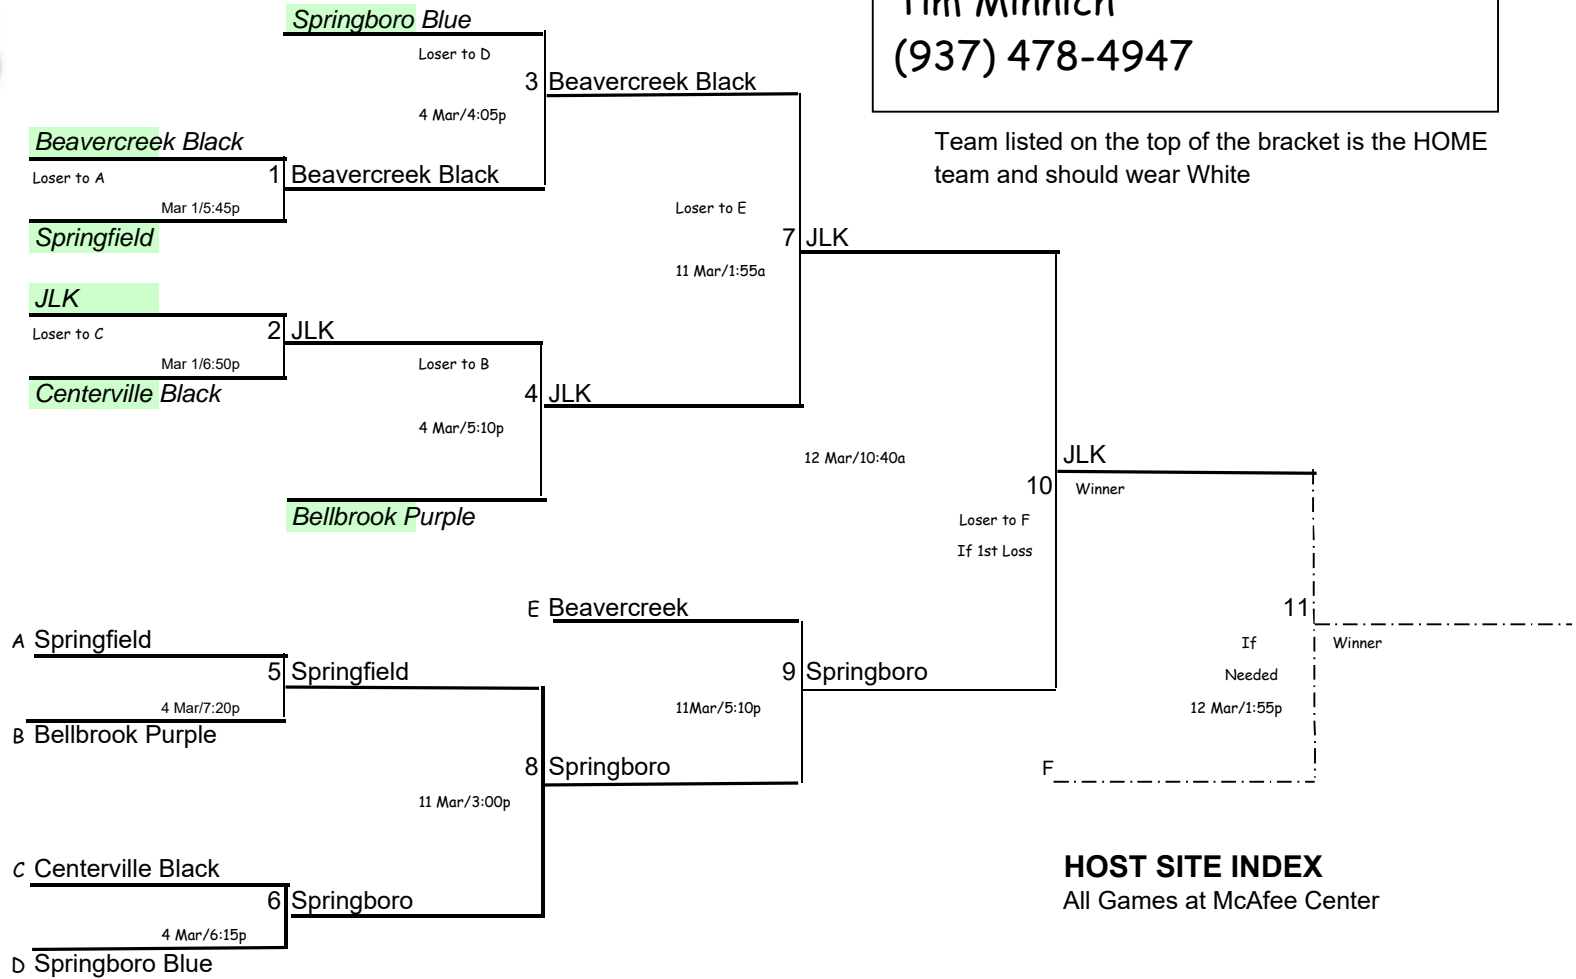 Tim Minnich
(937) 478-4947
Team listed on the top of the bracket is the HOME
team and should wear White
Springboro Blue
Loser to D
3 Beavercreek Black
4 Mar/4:05p
Beavercreek Black
Loser to A
1 Beavercreek Black
Mar 1/5:45p
Springfield
Loser to E
7 JLK
11 Mar/1:55a
JLK
Loser to C
2 JLK
Mar 1/6:50p
Centerville Black
Loser to B
4 JLK
4 Mar/5:10p
Bellbrook Purple
12 Mar/10:40a
JLK
10 Winner
Loser to F
If 1st Loss
E Beavercreek
11
If
Needed
Winner
12 Mar/1:55p
A Springfield
5 Springfield
4 Mar/7:20p
B Bellbrook Purple
9 Springboro
11Mar/5:10p
8 Springboro
11 Mar/3:00p
F
C Centerville Black
6 Springboro
4 Mar/6:15p
D Springboro Blue
HOST SITE INDEX
All Games at McAfee Center